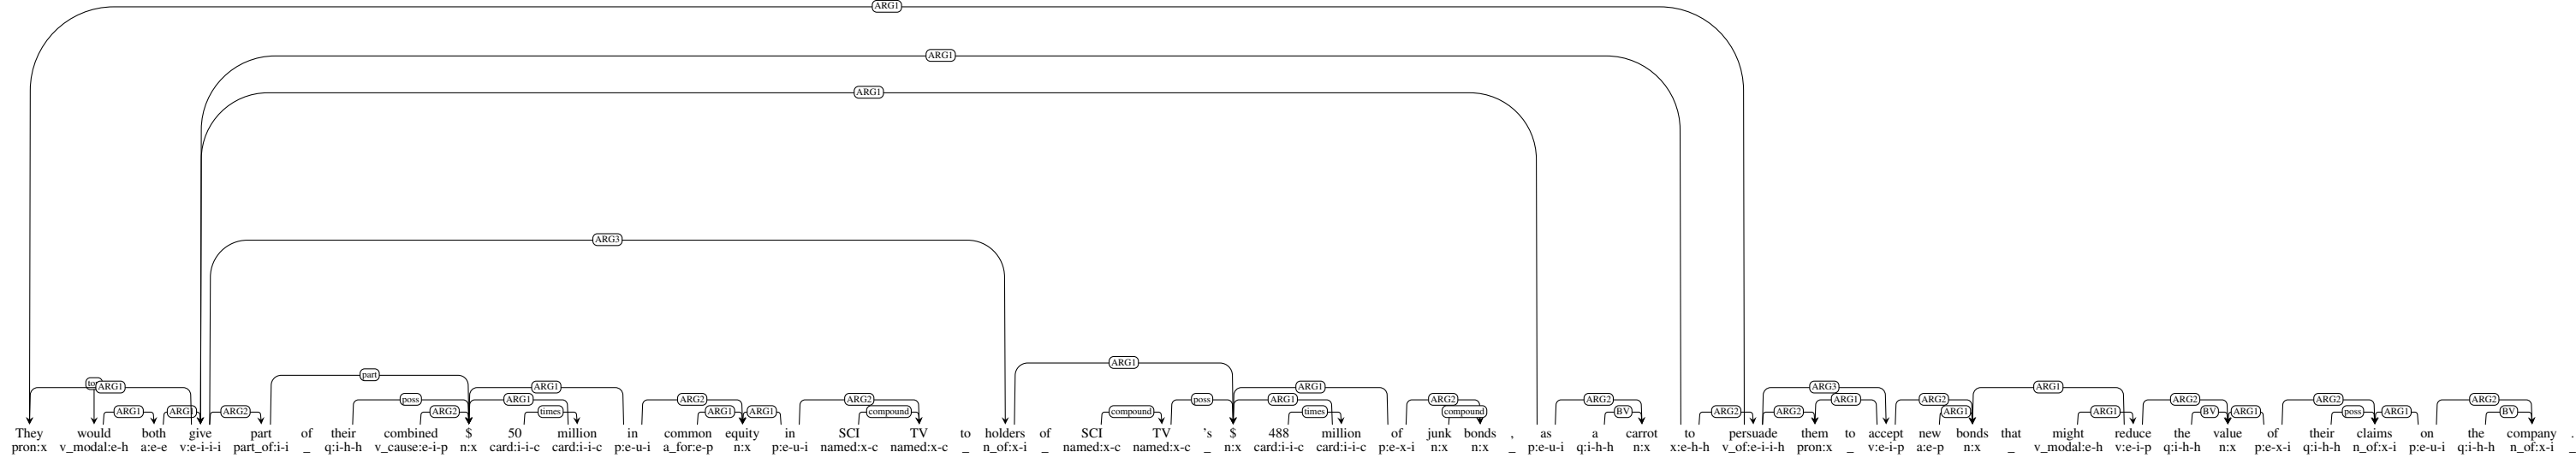 ARG1
ARG1
ARG1
ARG3
ARG1
part
top ARG1 ARG1 ARG1 ARG3 ARG1
poss ARG1 ARG2 ARG2 poss ARG1 ARG2 ARG2 ARG1 ARG2 ARG2 ARG2 ARG2
ARG1 ARG1 ARG2 ARG2 times ARG1 ARG1 compound compound times compound BV ARG2 ARG2 ARG1 ARG1 BV ARG1 poss ARG1 BV
They would both give part of their combined $ 50 million in common equity in SCI TV to holders of SCI TV 's $ 488 million of junk bonds , as a carrot to persuade them to accept new bonds that might reduce the value of their claims on the company .
pron:x v_modal:e-h a:e-e v:e-i-i-i part_of:i-i _ q:i-h-h v_cause:e-i-p n:x card:i-i-c card:i-i-c p:e-u-i a_for:e-p n:x p:e-u-i named:x-c named:x-c _ n_of:x-i _ named:x-c named:x-c _ n:x card:i-i-c card:i-i-c p:e-x-i n:x n:x _ p:e-u-i q:i-h-h n:x x:e-h-h v_of:e-i-i-h pron:x _ v:e-i-p a:e-p n:x _ v_modal:e-h v:e-i-p q:i-h-h n:x p:e-x-i q:i-h-h n_of:x-i p:e-u-i q:i-h-h n_of:x-i _